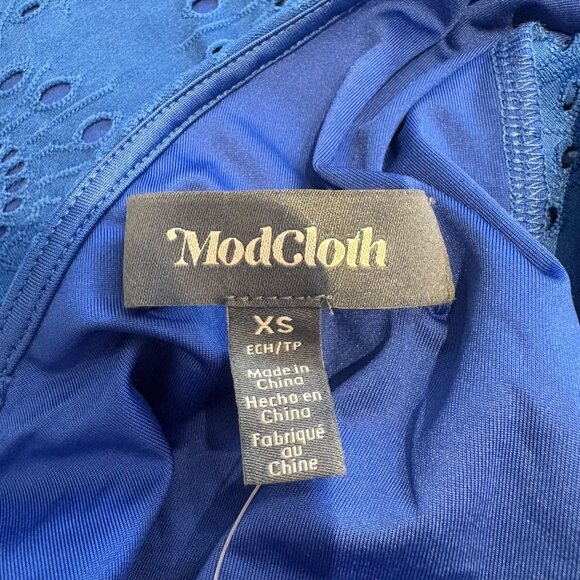 ModCloth
XS
ECH/TP
Made in
China
Hecho en
China
Fabriqué
au
Chine